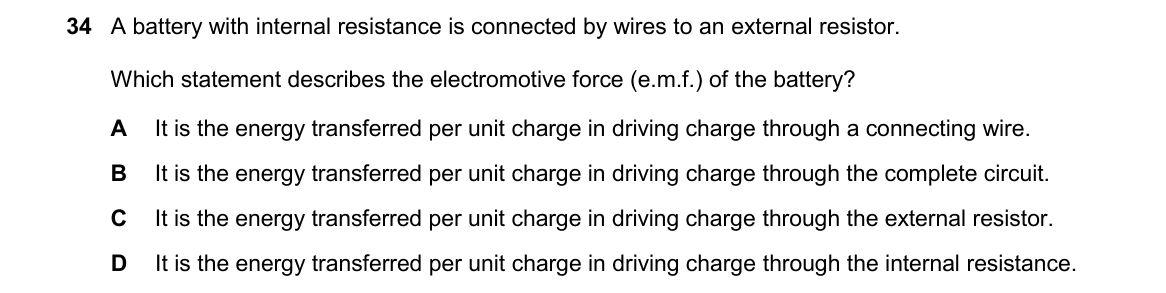 34 A battery with internal resistance is connected by wires to an external resistor.
Which statement describes the electromotive force (e.m.f.) of the battery?
A It is the energy transferred per unit charge in driving charge through a connecting wire.
B It is the energy transferred per unit charge in driving charge through the complete circuit.
C It is the energy transferred per unit charge in driving charge through the external resistor.
D It is the energy transferred per unit charge in driving charge through the internal resistance.